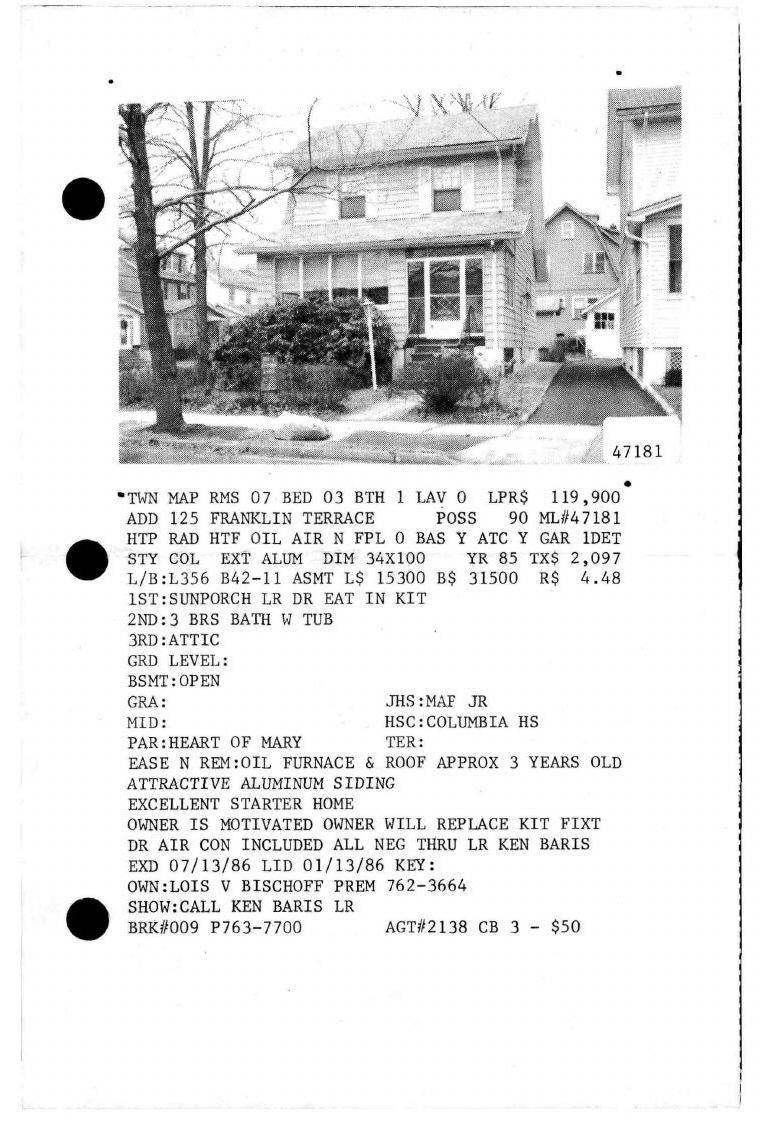 47181
TWN MAP RMS 07 BED 03 BTH 1 LAV 0 LPR$ 119,900
ADD 125 FRANKLIN TERRACE POSS 90 ML#47181
HTP RAD HTF OIL AIR N FPL 0 BAS Y ATC Y GAR 1DET
STY COL EXT ALUM DIM 34X100 YR 85 TX$ 2,097
L/B:L356 B42-11 ASMT L$ 15300 B$ 31500 R$ 4.48
1ST:SUNPORCH LR DR EAT IN KIT
2ND:3 BRS BATH W TUB
3RD:ATTIC
GRD LEVEL:
BSMT:OPEN
GRA: JHS:MAF JR
MID: HSC:COLUMBIA HS
PAR:HEART OF MARY TER:
EASE N REM:OIL FURNACE & ROOF APPROX 3 YEARS OLD
ATTRACTIVE ALUMINUM SIDING
EXCELLENT STARTER HOME
OWNER IS MOTIVATED OWNER WILL REPLACE KIT FIXT
DR AIR CON INCLUDED ALL NEG THRU LR KEN BARIS
EXD 07/13/86 LID 01/13/86 KEY:
OWN:LOIS V BISCHOFF PREM 762-3664
SHOW:CALL KEN BARIS LR
BRK#009 P763-7700 AGT#2138 CB 3 - $50